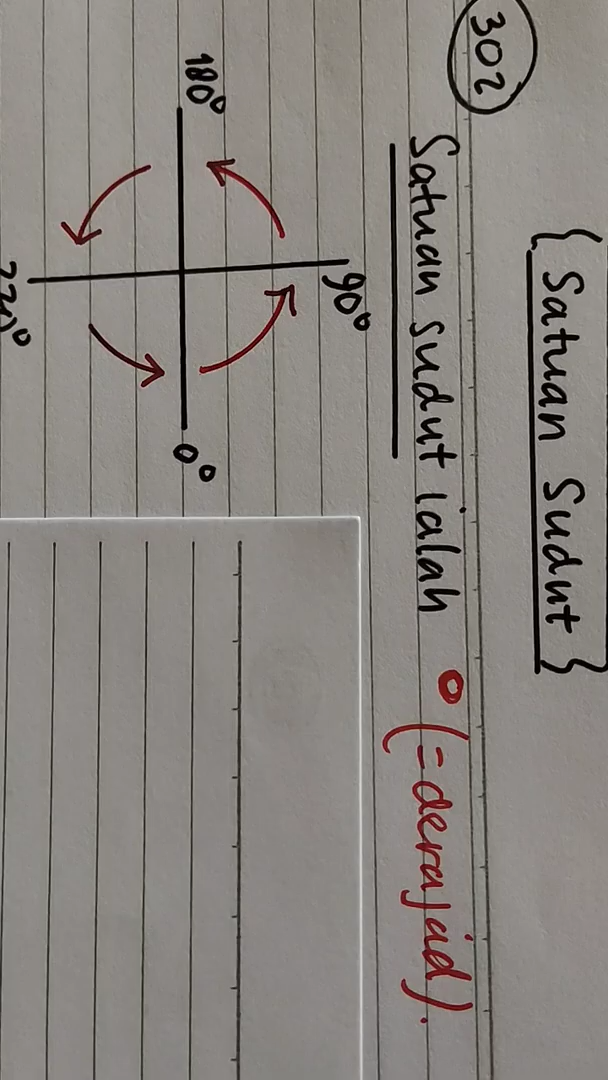 302
{ Satuan Sudut }
Satuan sudut ialah ° (=derajad).
90°
180°
0°